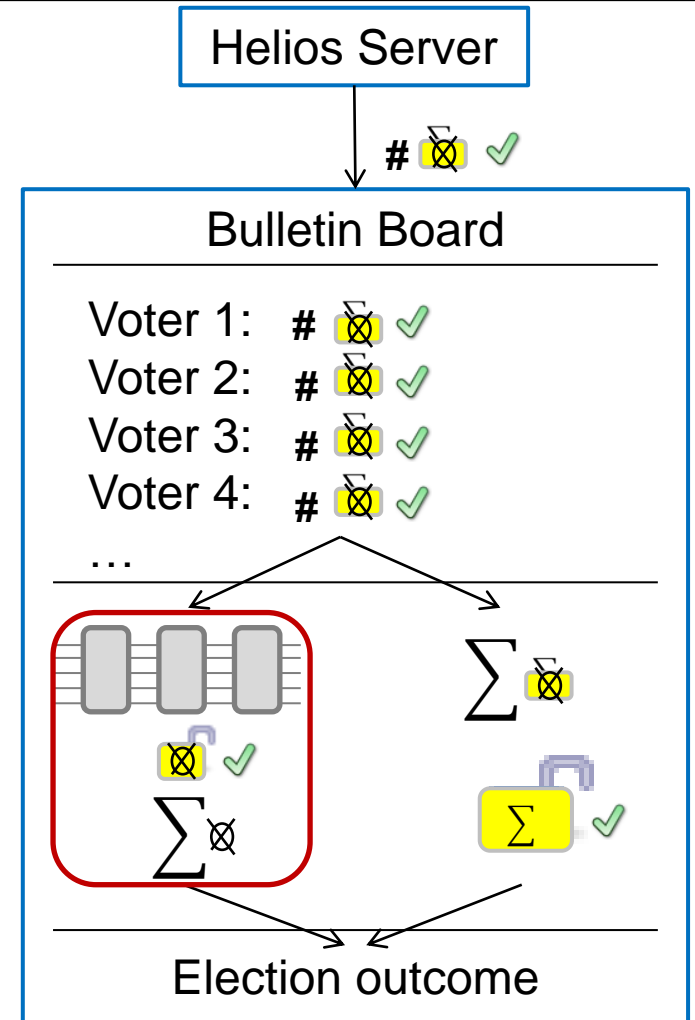 Helios Server
#
Bulletin Board
Voter 1: #
Voter 2: #
Voter 3: #
Voter 4: #
…
∑
∑
∑
Election outcome